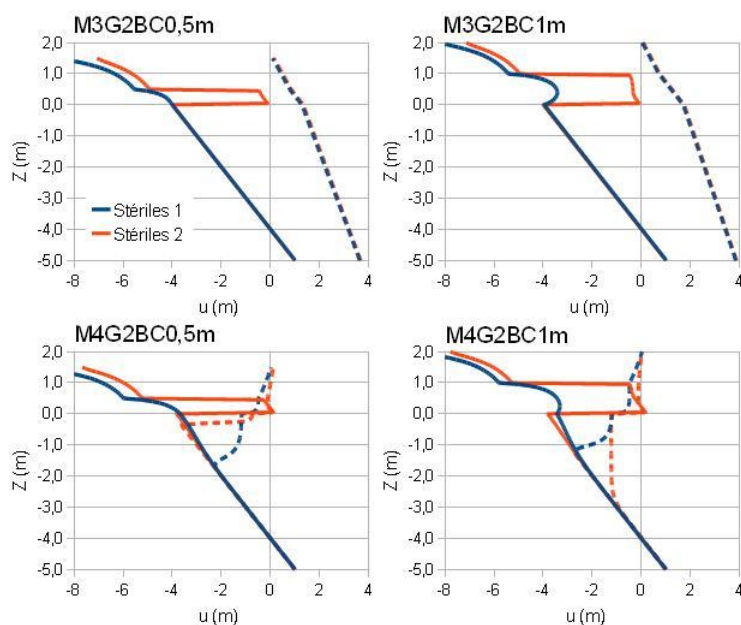 M3G2BC0,5m
2,0
1,0
0,0
-1,0
-2,0
-3,0
-4,0
-5,0
Z (m)
Stériles 1
Stériles 2
-8 -6 -4 -2 0 2 4
u (m)
M3G2BC1m
2,0
1,0
0,0
-1,0
-2,0
-3,0
-4,0
-5,0
Z (m)
-8 -6 -4 -2 0 2 4
u (m)
M4G2BC0,5m
2,0
1,0
0,0
-1,0
-2,0
-3,0
-4,0
-5,0
Z (m)
-8 -6 -4 -2 0 2 4
u (m)
M4G2BC1m
2,0
1,0
0,0
-1,0
-2,0
-3,0
-4,0
-5,0
Z (m)
-8 -6 -4 -2 0 2 4
u (m)